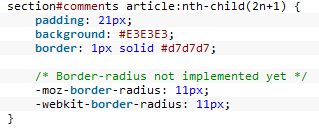 section#comments article:nth-child(2n+1) {
    padding: 21px;
    background: #E3E3E3;
    border: 1px solid #d7d7d7;

    /* Border-radius not implemented yet */
    -moz-border-radius: 11px;
    -webkit-border-radius: 11px;
}